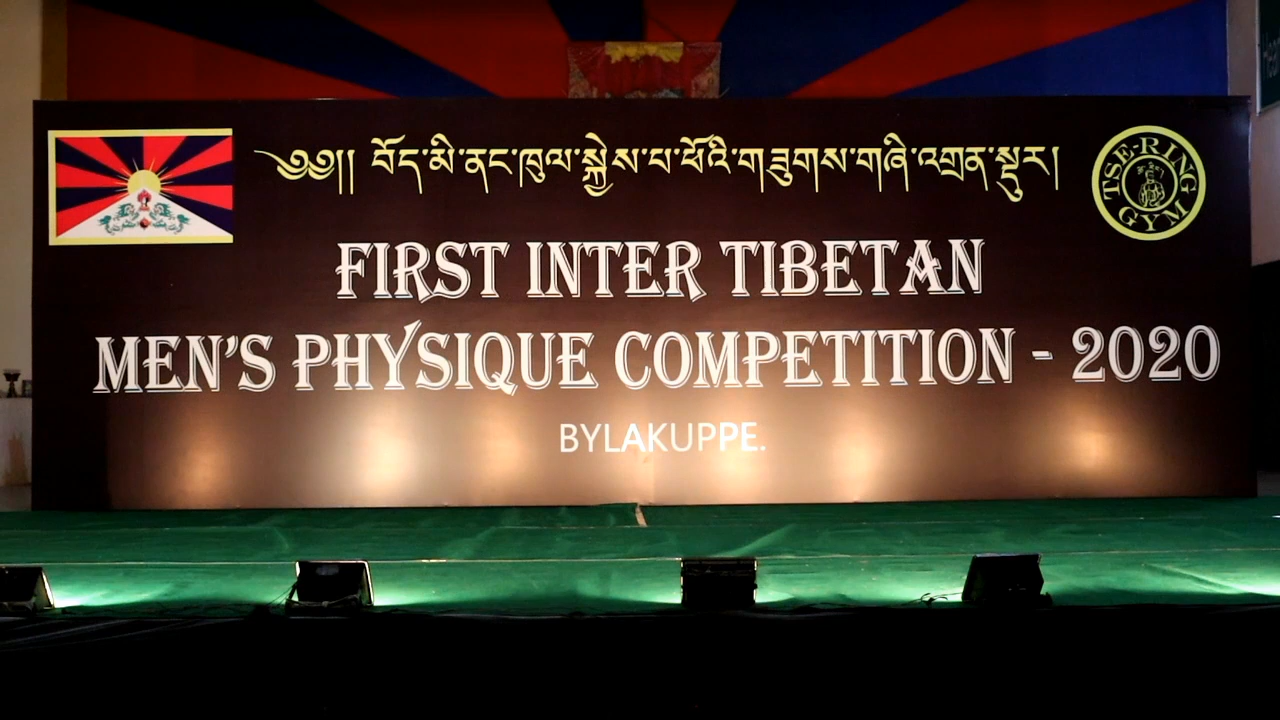 ༄༅།། བོད་མི་ནང་ཁུལ་སྐྱེས་པ་ཕོའི་གཟུགས་གཞི་འགྲན་སྡུར།
TSE-RING GYM
FIRST INTER TIBETAN
MEN'S PHYSIQUE COMPETITION - 2020
BYLAKUPPE.